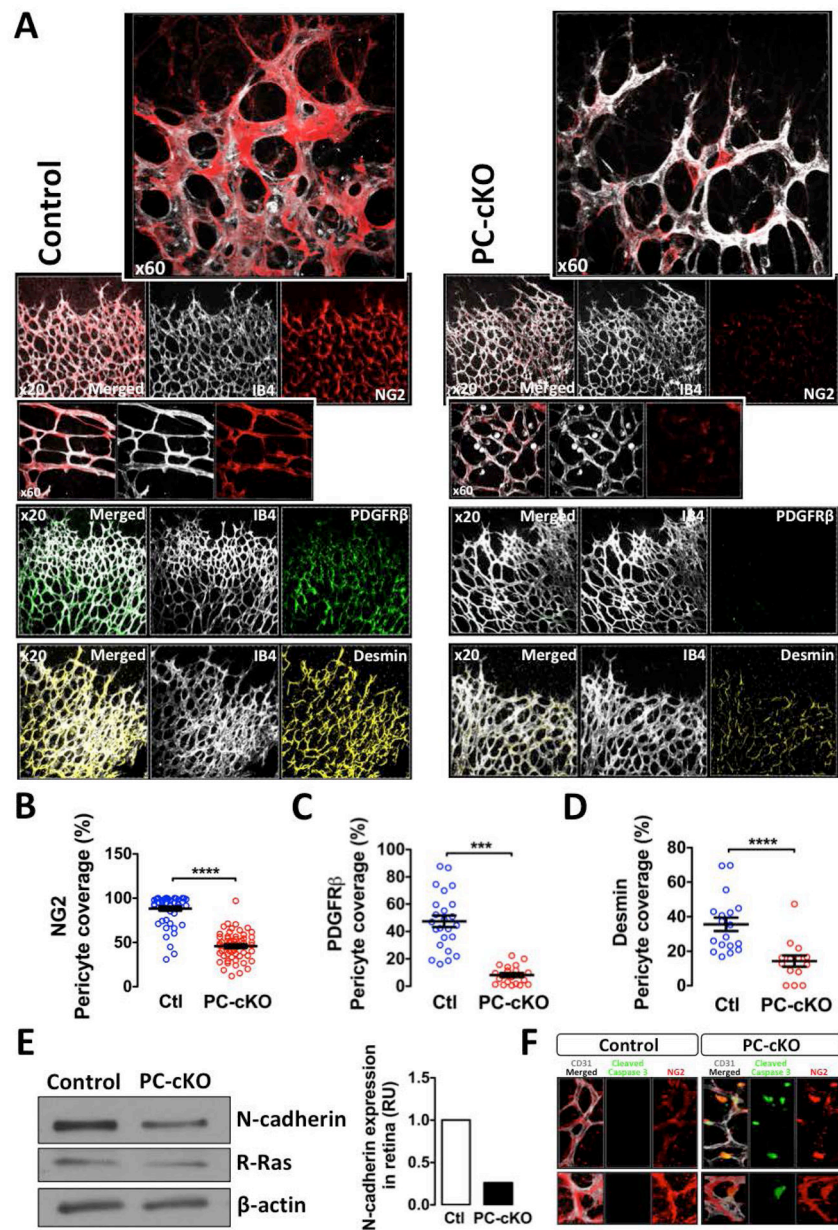 A
Control
x60
PC-cKO
x60
x20 Merged IB4 NG2
x20 Merged IB4 NG2
x60
x60
x20 Merged IB4 PDGFRβ
x20 Merged IB4 PDGFRβ
x20 Merged IB4 Desmin
x20 Merged IB4 Desmin
B
NG2
Pericyte coverage (%)
150
100
50
0
****
Ctl PC-cKO
C
PDGFRβ
Pericyte coverage (%)
100
80
60
40
20
0
***
Ctl PC-cKO
D
Desmin
Pericyte coverage (%)
80
60
40
20
0
****
Ctl PC-cKO
E
Control PC-cKO
N-cadherin
R-Ras
β-actin
N-cadherin expression
in retina (RU)
1.5
1.0
0.5
0.0
Ctl PC-cKO
F
Control PC-cKO
CD31
Merged
Cleaved
Caspase 3
NG2
CD31
Merged
Cleaved
Caspase 3
NG2